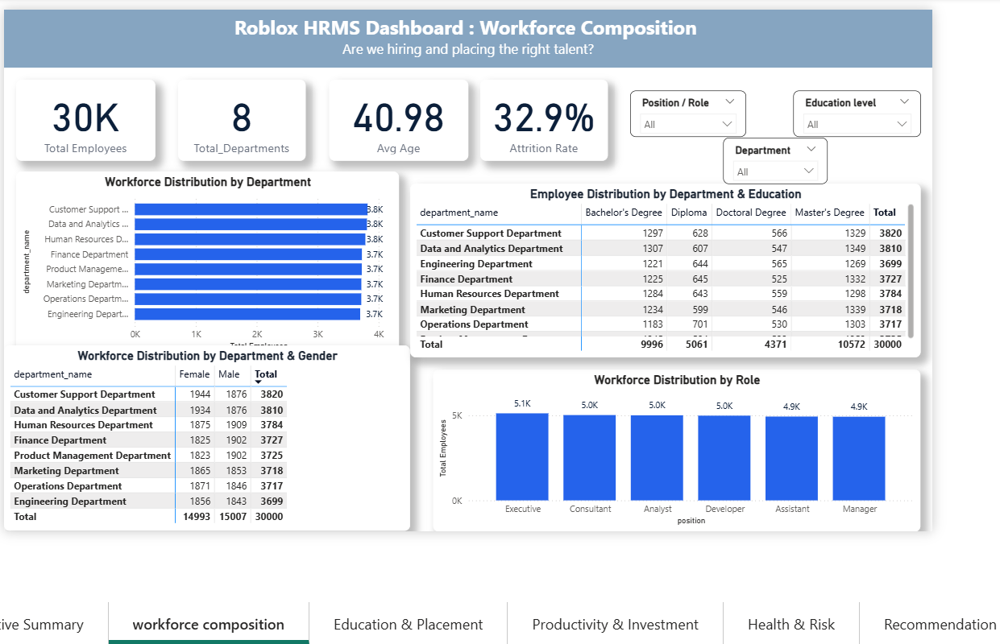 Roblox HRMS Dashboard : Workforce Composition
Are we hiring and placing the right talent?
30K
Total Employees
8
Total_Departments
40.98
Avg Age
32.9%
Attrition Rate
Position / Role
All
Education level
All
Department
All
Workforce Distribution by Department
department_name
Customer Support ... 3.8K
Data and Analytics ... 3.8K
Human Resources D... 3.8K
Finance Department 3.7K
Product Manageme... 3.7K
Marketing Departm... 3.7K
Operations Departm... 3.7K
Engineering Depart... 3.7K
0K 1K 2K 3K 4K
Total Employees
Employee Distribution by Department & Education
department_name Bachelor's Degree Diploma Doctoral Degree Master's Degree Total
Customer Support Department 1297 628 566 1329 3820
Data and Analytics Department 1307 607 547 1349 3810
Engineering Department 1221 644 565 1269 3699
Finance Department 1225 645 525 1332 3727
Human Resources Department 1284 643 559 1298 3784
Marketing Department 1234 599 546 1339 3718
Operations Department 1183 701 530 1303 3717
Total 9996 5061 4371 10572 30000
Workforce Distribution by Department & Gender
department_name Female Male Total
Customer Support Department 1944 1876 3820
Data and Analytics Department 1934 1876 3810
Human Resources Department 1875 1909 3784
Finance Department 1825 1902 3727
Product Management Department 1823 1902 3725
Marketing Department 1865 1853 3718
Operations Department 1871 1846 3717
Engineering Department 1856 1843 3699
Total 14993 15007 30000
Workforce Distribution by Role
Total Employees
5K
0K
5.1K 5.0K 5.0K 5.0K 4.9K 4.9K
Executive Consultant Analyst Developer Assistant Manager
position
ive Summary
workforce composition
Education & Placement
Productivity & Investment
Health & Risk
Recommendation